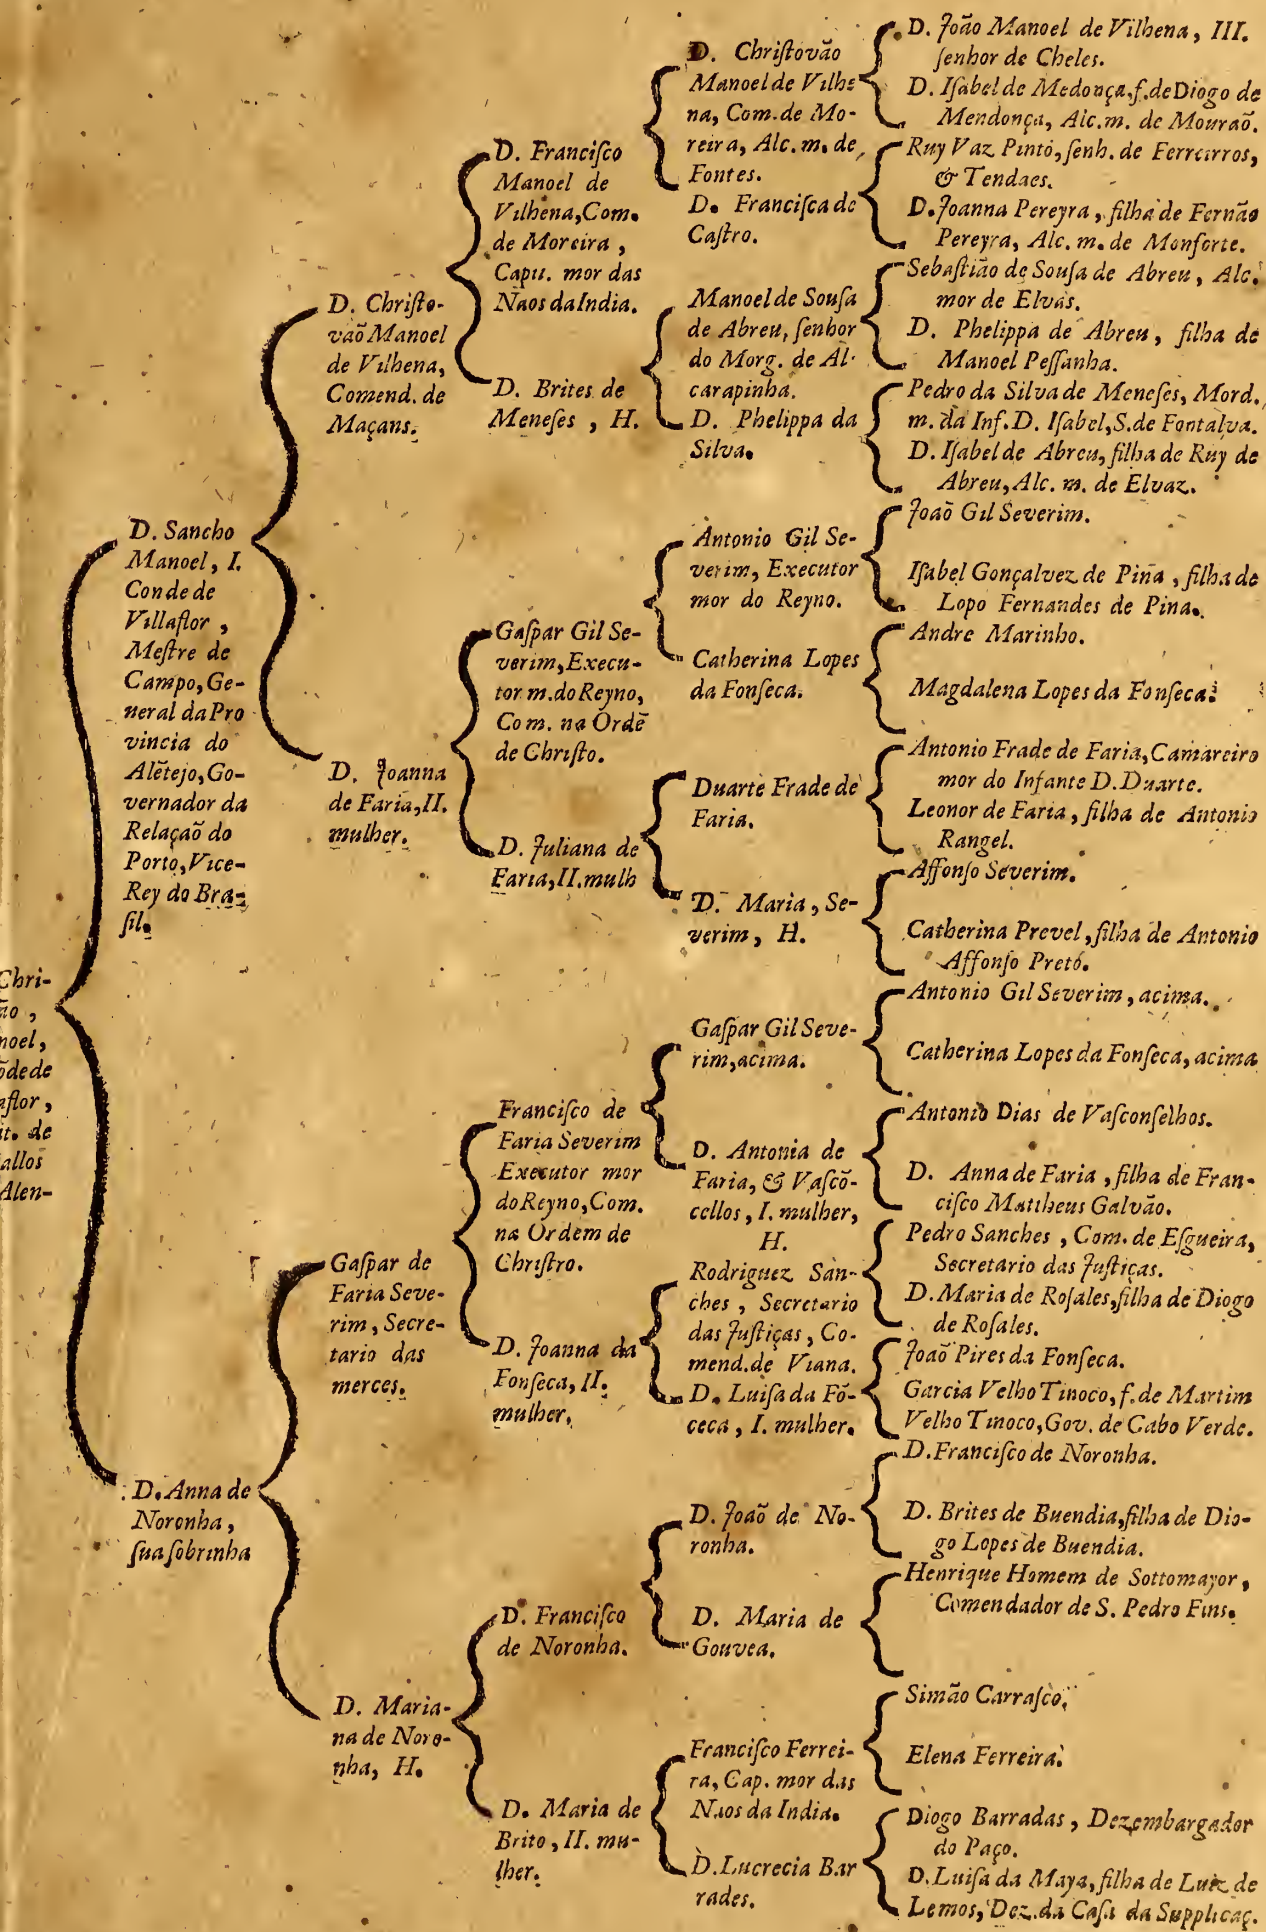 Chri-
ão ,
noel,
õdede
aflor ,
it. de
allos
Alen-
D. Sancho
Manoel, I.
Conde de
Villaflor ,
Meſtre de
Campo, Ge-
neral da Pro
vincia do
Alẽtejo, Go-
vernador da
Relaçaõ do
Porto, Vice-
Rey do Bra-
ſil.
D. Anna de
Noronha ,
ſua ſobrinha
D. Chriſto-
vaõ Manoel
de Vilhena,
Comend. de
Maçans.
D. Joanna
de Faria, II.
mulher.
Gaſpar de
Faria Seve-
rim, Secre-
tario das
merces.
D. Maria-
na de Noro-
nha, H.
D. Franciſco
Manoel de
Vilhena, Com.
de Moreira ,
Capit. mor das
Naos da India.
D. Brites de
Meneſes , H.
Gaſpar Gil Se-
verim, Execu-
tor m. do Reyno,
Com. na Ordẽ
de Chriſto.
D. Juliana de
Faria, II. mulh
Franciſco de
Faria Severim
Executor mor
do Reyno, Com.
na Ordem de
Chriſtro.
D. Joanna da
Fonſeca, II.
mulher.
D. Franciſco
de Noronha.
D. Maria de
Brito , II. mu-
lher.
D. Chriſtovão
Manoel de Vilhe
na, Com. de Mo-
reira, Alc. m. de
Fontes.
D. Franciſca de
Caſtro.
Manoel de Souſa
de Abreu, ſenhor
do Morg. de Al-
carapinha.
D. Phelippa da
Silva.
Antonio Gil Se-
verim, Executor
mor do Reyno.
Catherina Lopes
da Fonſeca.
Duarte Frade de
Faria.
D. Maria , Se-
verim, H.
Gaſpar Gil Seve-
rim, acima.
D. Antonia de
Faria, & Vaſcõ-
cellos , I. mulher,
H.
Rodriguez San-
ches , Secretario
das Juſtiças, Co-
mend. de Viana.
D. Luiſa da Fõ-
ceca , I. mulher.
D. Joaõ de No-
ronha.
D. Maria de
Gouvea.
Franciſco Ferrei-
ra, Cap. mor das
Naos da India.
D. Lucrecia Bar
rades.
D. João Manoel de Vilhena , III.
ſenhor de Cheles.
D. Iſabel de Medonça, f. de Diogo de
Mendonça, Alc. m. de Mouraõ.
Ruy Vaz Pinto, ſenh. de Ferreirros,
& Tendaes.
D. Joanna Pereyra , filha de Fernão
Pereyra, Alc. m. de Monforte.
Sebaſtião de Souſa de Abreu, Alc.
mor de Elvas.
D. Phelippa de Abreu , filha de
Manoel Peſſanha.
Pedro da Silva de Meneſes, Mord.
m. da Inf. D. Iſabel, S. de Fontalva.
D. Iſabel de Abreu, filha de Ruy de
Abreu, Alc. m. de Elvaz.
Joaõ Gil Severim.
Iſabel Gonçalvez de Piña , filha de
Lopo Fernandes de Pina.
Andre Marinho.
Magdalena Lopes da Fonſeca.
Antonio Frade de Faria, Camareiro
mor do Infante D. Duarte.
Leonor de Faria , filha de Antonio
Rangel.
Affonſo Severim.
Catherina Prevel , filha de Antonio
Affonſo Preto.
Antonio Gil Severim, acima.
Catherina Lopes da Fonſeca, acima
Antonio Dias de Vaſconſelhos.
D. Anna de Faria , filha de Fran-
ciſco Mattheus Galvão.
Pedro Sanches , Com. de Eſgueira,
Secretario das Juſtiças.
D. Maria de Roſales, filha de Diogo
de Roſales.
Joaõ Pires da Fonſeca.
Garcia Velho Tinoco, f. de Martim
Velho Tinoco, Gov. de Cabo Verde.
D. Franciſco de Noronha.
D. Brites de Buendia, filha de Dio-
go Lopes de Buendia.
Henrique Homem de Sottomayor,
Comendador de S. Pedro Fins.
Simão Carraſco,
Elena Ferreira.
Diogo Barradas , Dezembargador
do Paço.
D. Luiſa da Maya, filha de Luiz de
Lemos, Dez. da Caſa da Supplicaç.